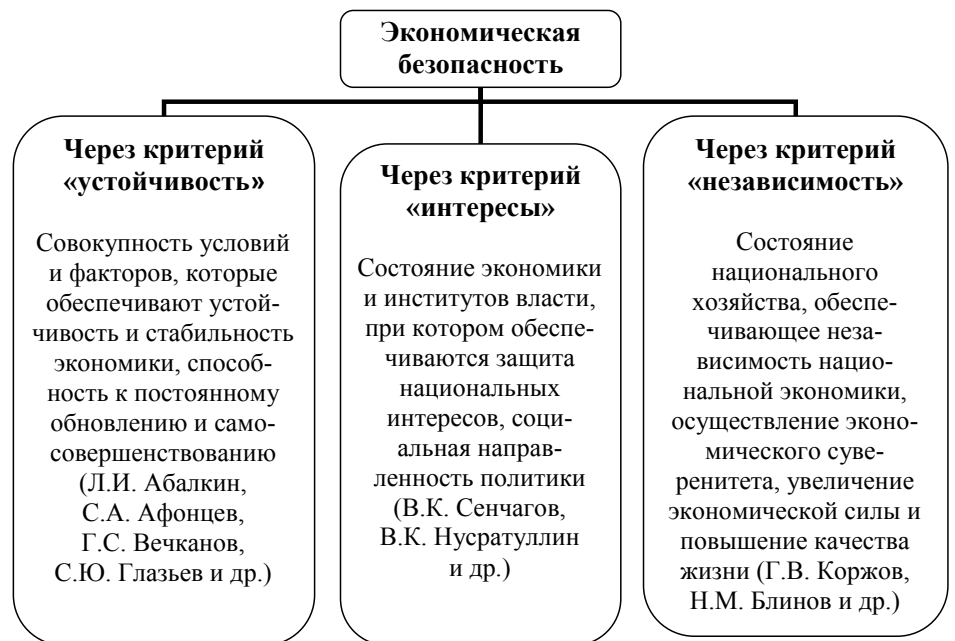 Экономическая
безопасность
Через критерий
«устойчивость»
Совокупность условий
и факторов, которые
обеспечивают устой-
чивость и стабильность
экономики, способ-
ность к постоянному
обновлению и само-
совершенствованию
(Л.И. Абалкин,
С.А. Афонцев,
Г.С. Вечканов,
С.Ю. Глазьев и др.)
Через критерий
«интересы»
Состояние экономики
и институтов власти,
при котором обеспе-
чиваются защита
национальных
интересов, соци-
альная направ-
ленность политики
(В.К. Сенчагов,
В.К. Нусратуллин
и др.)
Через критерий
«независимость»
Состояние
национального
хозяйства, обеспе-
чивающее неза-
висимость нацио-
нальной экономики,
осуществление эконо-
мического суве-
ренитета, увеличение
экономической силы и
повышение качества
жизни (Г.В. Коржов,
Н.М. Блинов и др.)